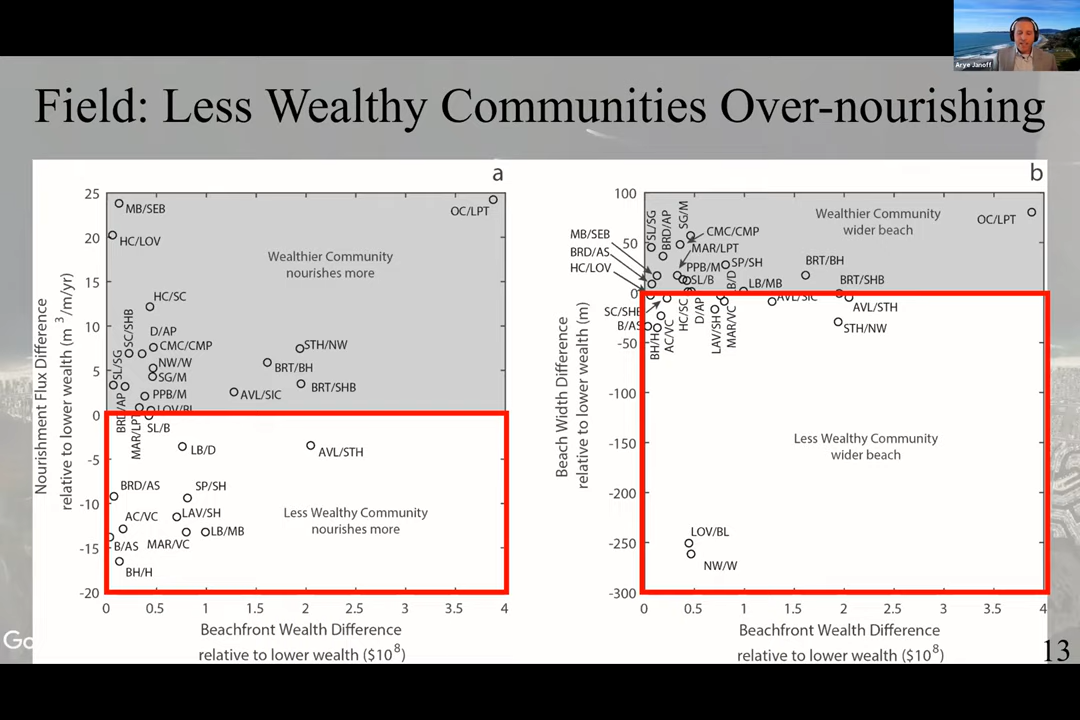 Arye Janoff
Field: Less Wealthy Communities Over-nourishing
a
25
20
15
10
5
0
-5
-10
-15
-20
Nourishment Flux Difference
relative to lower wealth (m³/m/yr)
MB/SEB
OC/LPT
HC/LOV
Wealthier Community
nourishes more
HC/SC
SC/SHB
D/AP
CMC/CMP
STH/NW
NW/W
BRT/BH
SL/SG
SG/M
BRT/SHB
PPB/M
AVL/SIC
BRD/AP
LOV/BL
MAR/LPT
SL/B
LB/D
AVL/STH
BRD/AS
SP/SH
AC/VC
LAV/SH
Less Wealthy Community
nourishes more
LB/MB
B/AS
MAR/VC
BH/H
0
0.5
1
1.5
2
2.5
3
3.5
4
Beachfront Wealth Difference
relative to lower wealth ($10⁸)
b
100
50
0
-50
-100
-150
-200
-250
-300
Beach Width Difference
relative to lower wealth (m)
SL/SG
BRD/AP
SG/M
Wealthier Community
wider beach
OC/LPT
MB/SEB
CMC/CMP
BRD/AS
MAR/LPT
HC/LOV
PPB/M
SP/SH
BRT/BH
SL/B
LB/D
LB/MB
BRT/SHB
AVL/SIC
SC/SHB
AVL/STH
B/AS
HC/SC
D/AP
STH/NW
BH/H
AC/VC
LAV/SH
MAR/VC
Less Wealthy Community
wider beach
LOV/BL
NW/W
0
0.5
1
1.5
2
2.5
3
3.5
4
Beachfront Wealth Difference
relative to lower wealth ($10⁸)
Goo
13